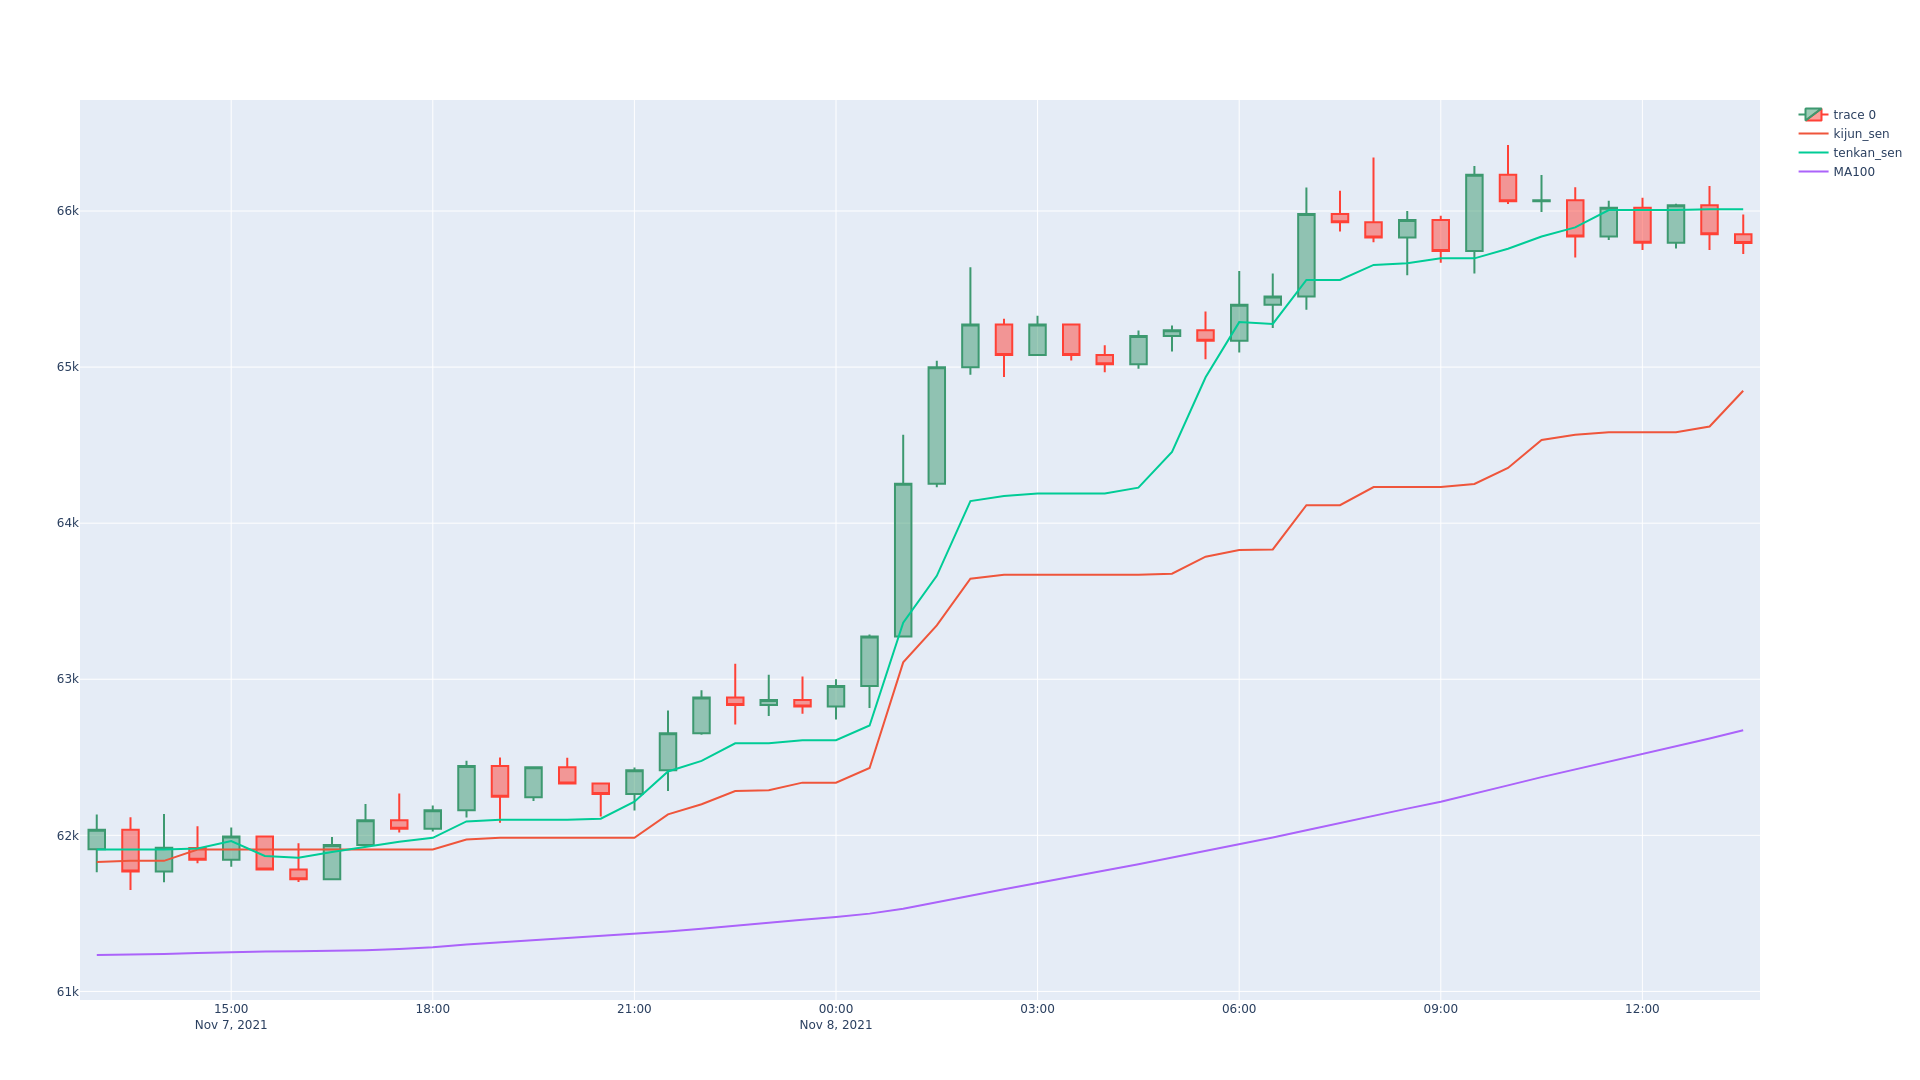 trace 0
kijun_sen
tenkan_sen
MA100
66k
65k
64k
63k
62k
61k
15:00 18:00 21:00 00:00 03:00 06:00 09:00 12:00
Nov 7, 2021 Nov 8, 2021